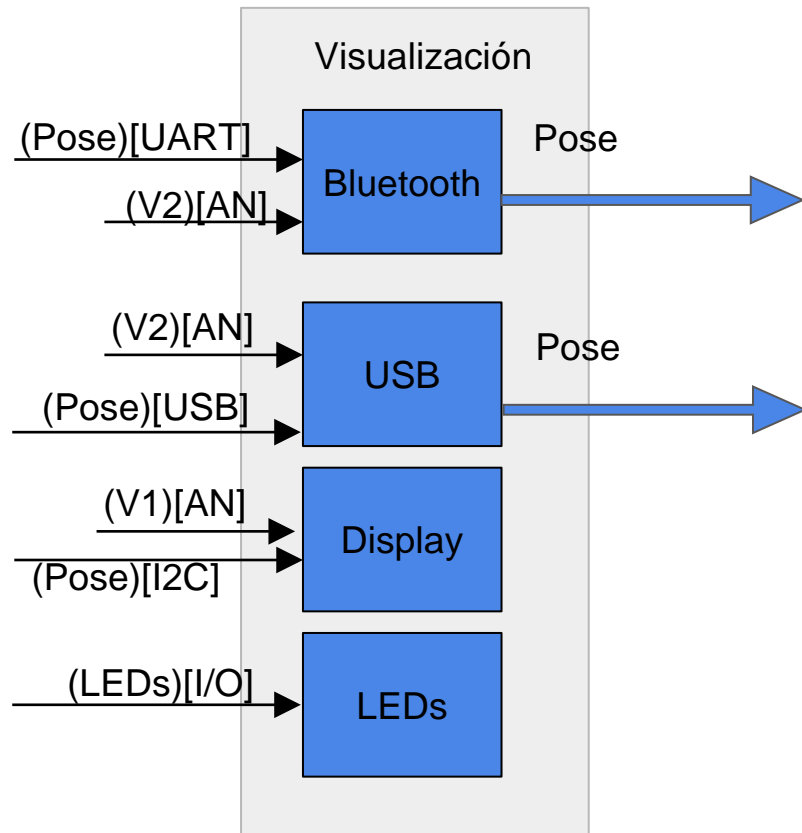 Visualización
(Pose)[UART]
Pose
Bluetooth
(V2)[AN]
(V2)[AN]
Pose
USB
(Pose)[USB]
(V1)[AN]
Display
(Pose)[I2C]
(LEDs)[I/O]
LEDs